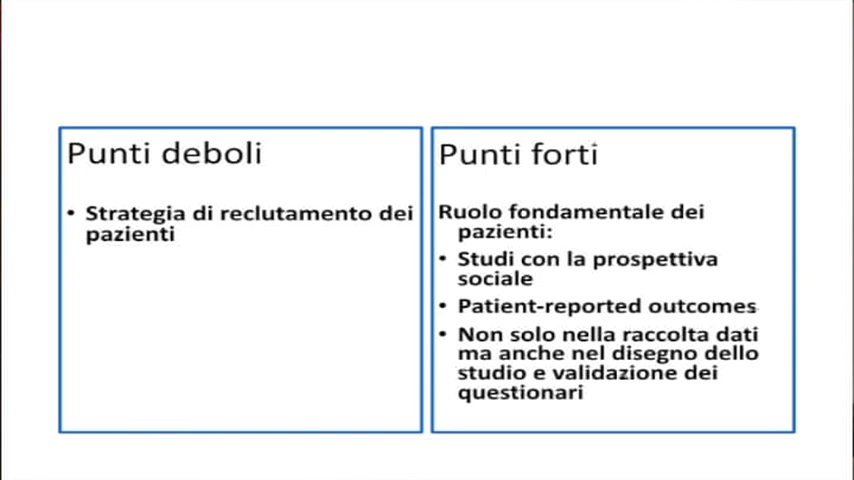 Punti deboli
• Strategia di reclutamento dei
pazienti
Punti forti
Ruolo fondamentale dei
pazienti:
• Studi con la prospettiva
sociale
• Patient-reported outcomes
• Non solo nella raccolta dati
ma anche nel disegno dello
studio e validazione dei
questionari